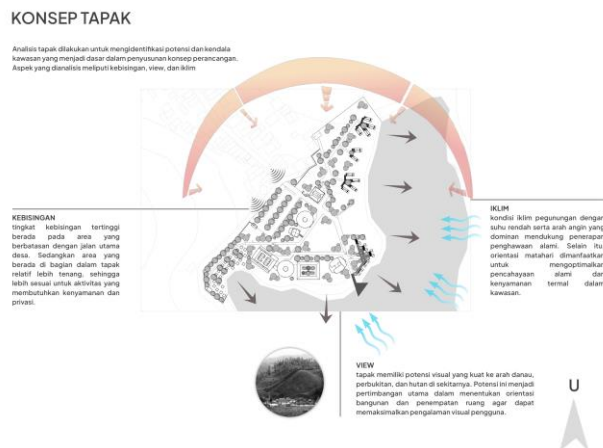 KONSEP TAPAK
Analisis tapak dilakukan untuk mengidentifikasi potensi dan kendala
kawasan yang menjadi dasar dalam penyusunan konsep perancangan.
Aspek yang dianalisis meliputi kebisingan, view, dan iklim
KEBISINGAN
tingkat kebisingan tertinggi
berada pada area yang
berbatasan dengan jalan utama
desa. Sedangkan area yang
berada di bagian dalam tapak
relatif lebih tenang, sehingga
lebih sesuai untuk aktivitas yang
membutuhkan kenyamanan dan
privasi.
IKLIM
kondisi iklim pegunungan dengan
suhu rendah serta arah angin yang
dominan mendukung penerapan
penghawaan alami. Selain itu
orientasi matahari dimanfaatkan
untuk mengoptimalkan
pencahayaan alami dan
kenyamanan termal dalam
kawasan.
VIEW
tapak memiliki potensi visual yang kuat ke arah danau,
perbukitan, dan hutan di sekitarnya. Potensi ini menjadi
pertimbangan utama dalam menentukan orientasi
bangunan dan penempatan ruang agar dapat
memaksimalkan pengalaman visual pengguna.
U